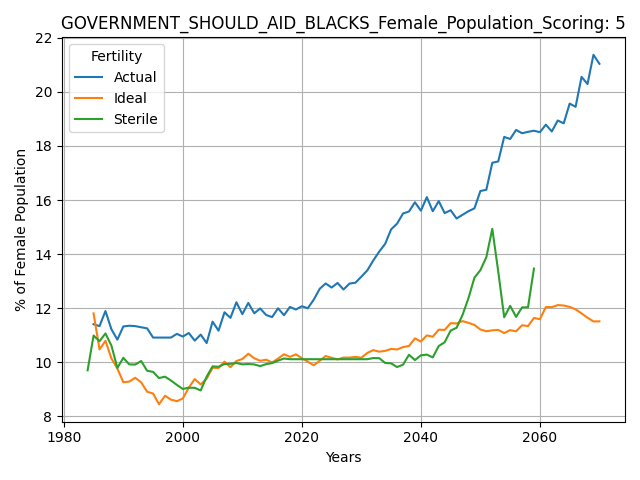 GOVERNMENT_SHOULD_AID_BLACKS_Female_Population_Scoring: 5
Fertility
Actual
Ideal
Sterile
% of Female Population
22
20
18
16
14
12
10
8
1980
2000
2020
2040
2060
Years